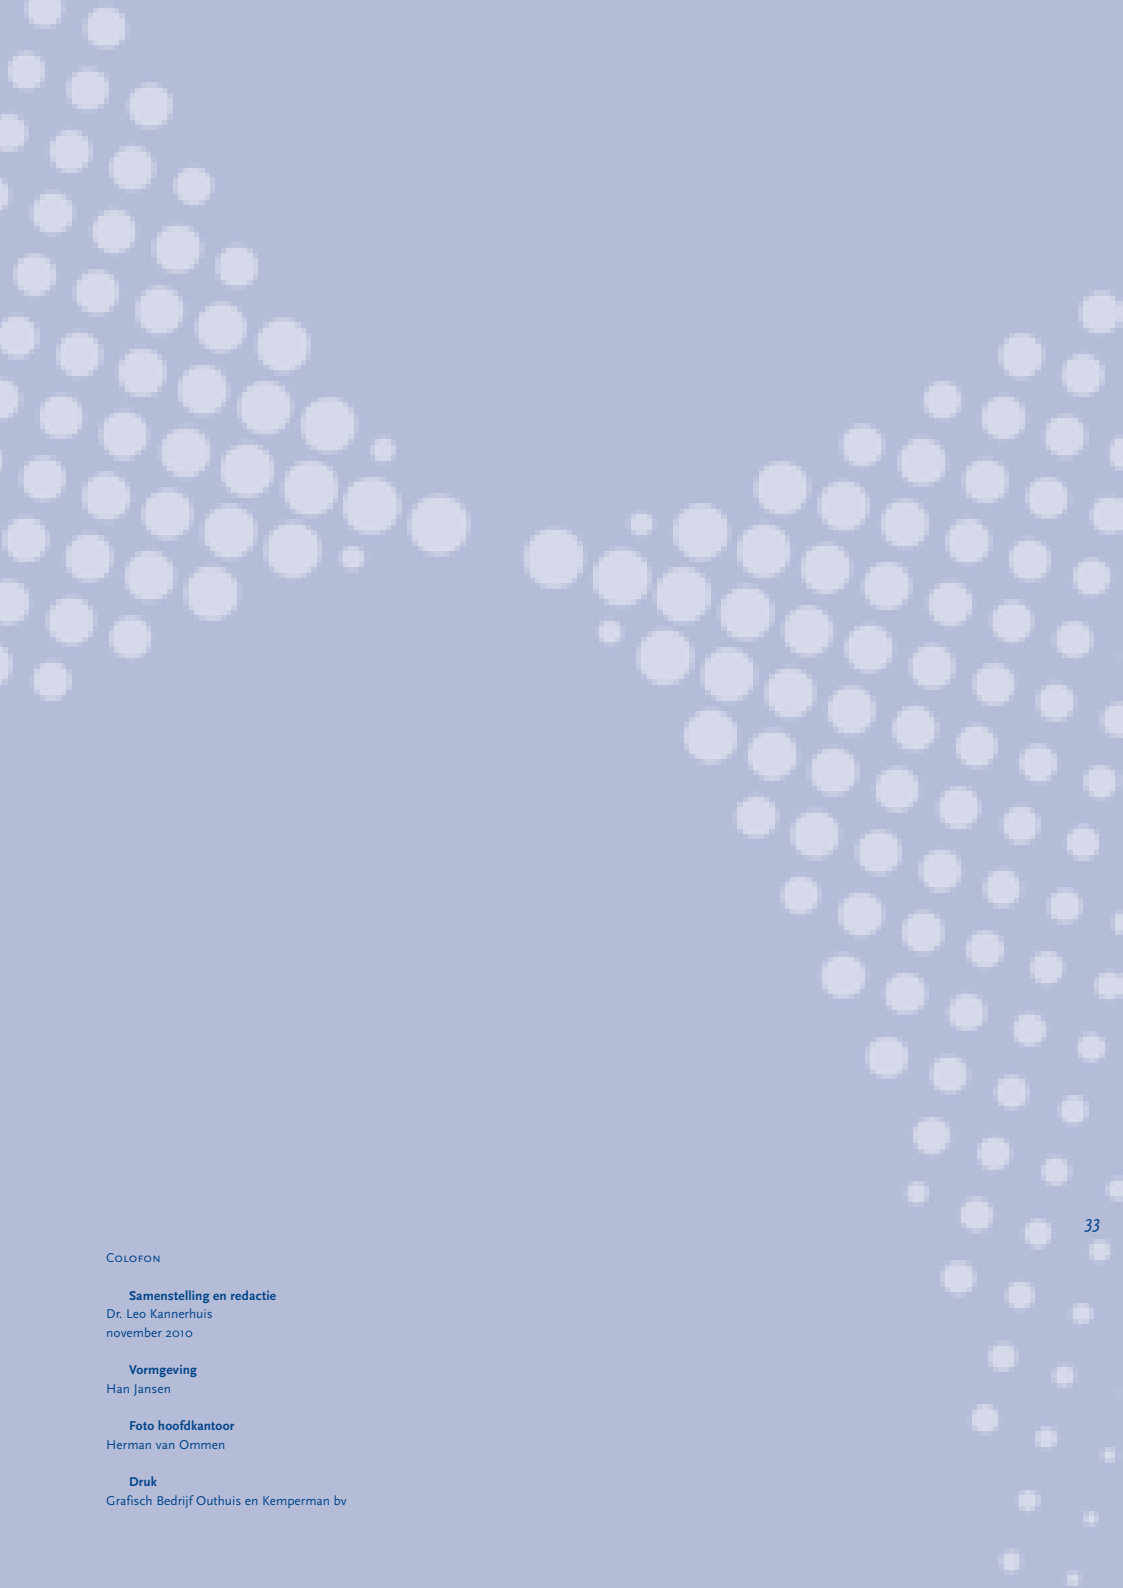 33
Colofon
Samenstelling en redactie
Dr. Leo Kannerhuis
november 2010
Vormgeving
Han Jansen
Foto hoofdkantoor
Herman van Ommen
Druk
Grafisch Bedrijf Outhuis en Kemperman bv